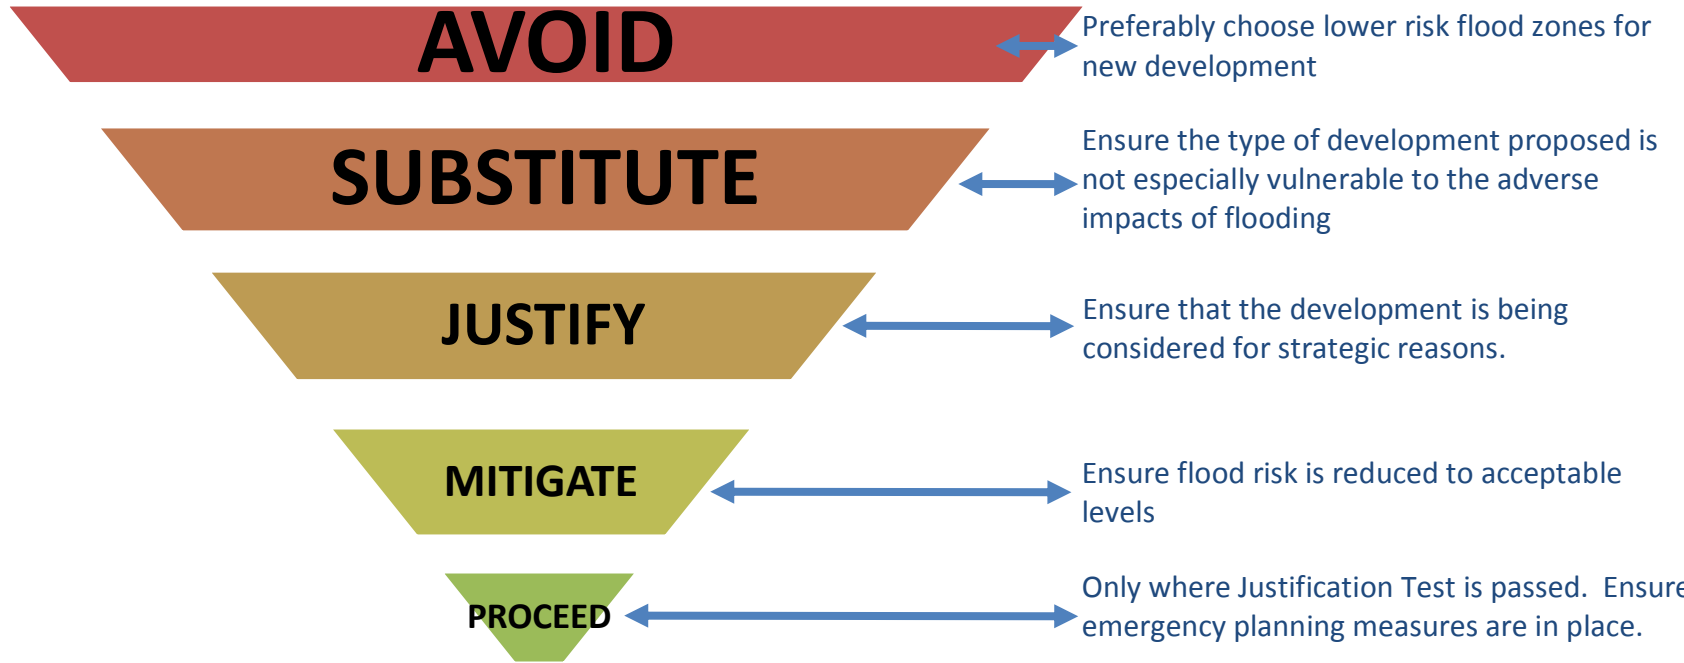 AVOID
Preferably choose lower risk flood zones for
new development
SUBSTITUTE
Ensure the type of development proposed is
not especially vulnerable to the adverse
impacts of flooding
JUSTIFY
Ensure that the development is being
considered for strategic reasons.
MITIGATE
Ensure flood risk is reduced to acceptable
levels
PROCEED
Only where Justification Test is passed.  Ensure
emergency planning measures are in place.